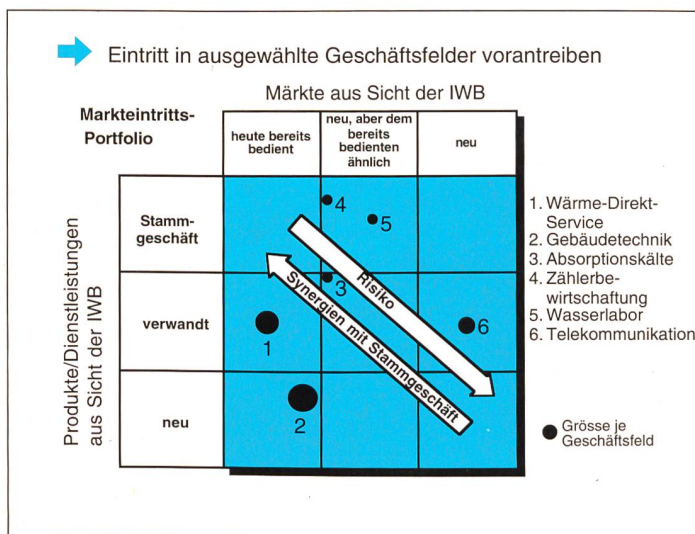 Eintritt in ausgewählte Geschäftsfelder vorantreiben
Märkte aus Sicht der IWB
Markteintritts-
Portfolio
heute bereits
bedient
neu, aber dem
bereits
bedienten
ähnlich
neu
Produkte/Dienstleistungen
aus Sicht der IWB
Stamm-
geschäft
verwandt
neu
4
5
3
1
6
2
Risiko
Synergien mit Stammgeschäft
1. Wärme-Direkt-
Service
2. Gebäudetechnik
3. Absorptionskälte
4. Zählerbe-
wirtschaftung
5. Wasserlabor
6. Telekommunikation
Grösse je
Geschäftsfeld